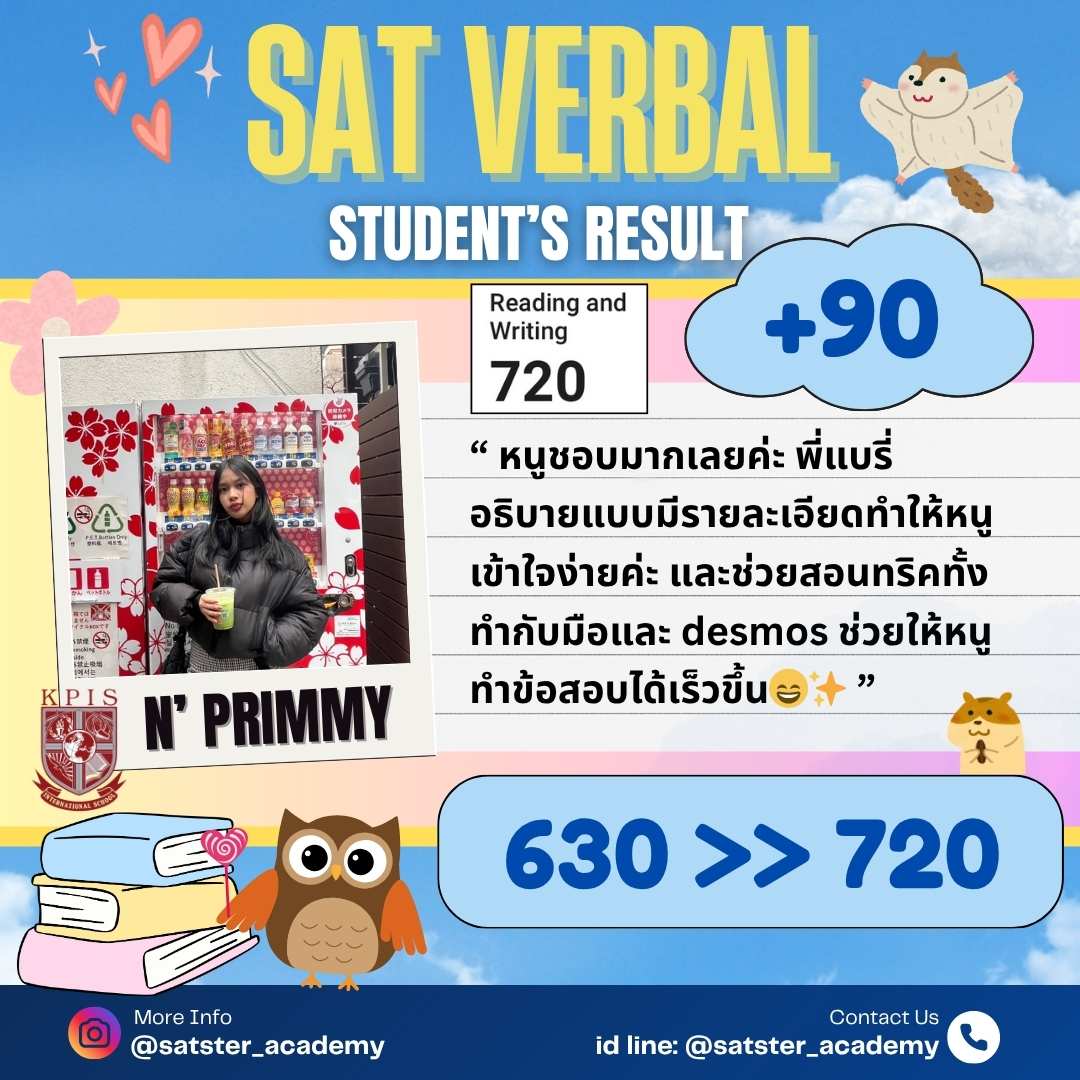 SAT VERBAL
STUDENT'S RESULT
Reading and
Writing
720
+90
“ หนูชอบมากเลยค่ะ พี่แบรี่
อธิบายแบบมีรายละเอียดทำให้หนู
เข้าใจง่ายค่ะ และช่วยสอนทริคทั้ง
ทำกับมือและ desmos ช่วยให้หนู
ทำข้อสอบได้เร็วขึ้น😄✨ ”
P.E.T.Bottles Only
N' PRIMMY
KPIS
INTERNATIONAL SCHOOL
630 >> 720
More Info
@satster_academy
Contact Us
id line: @satster_academy